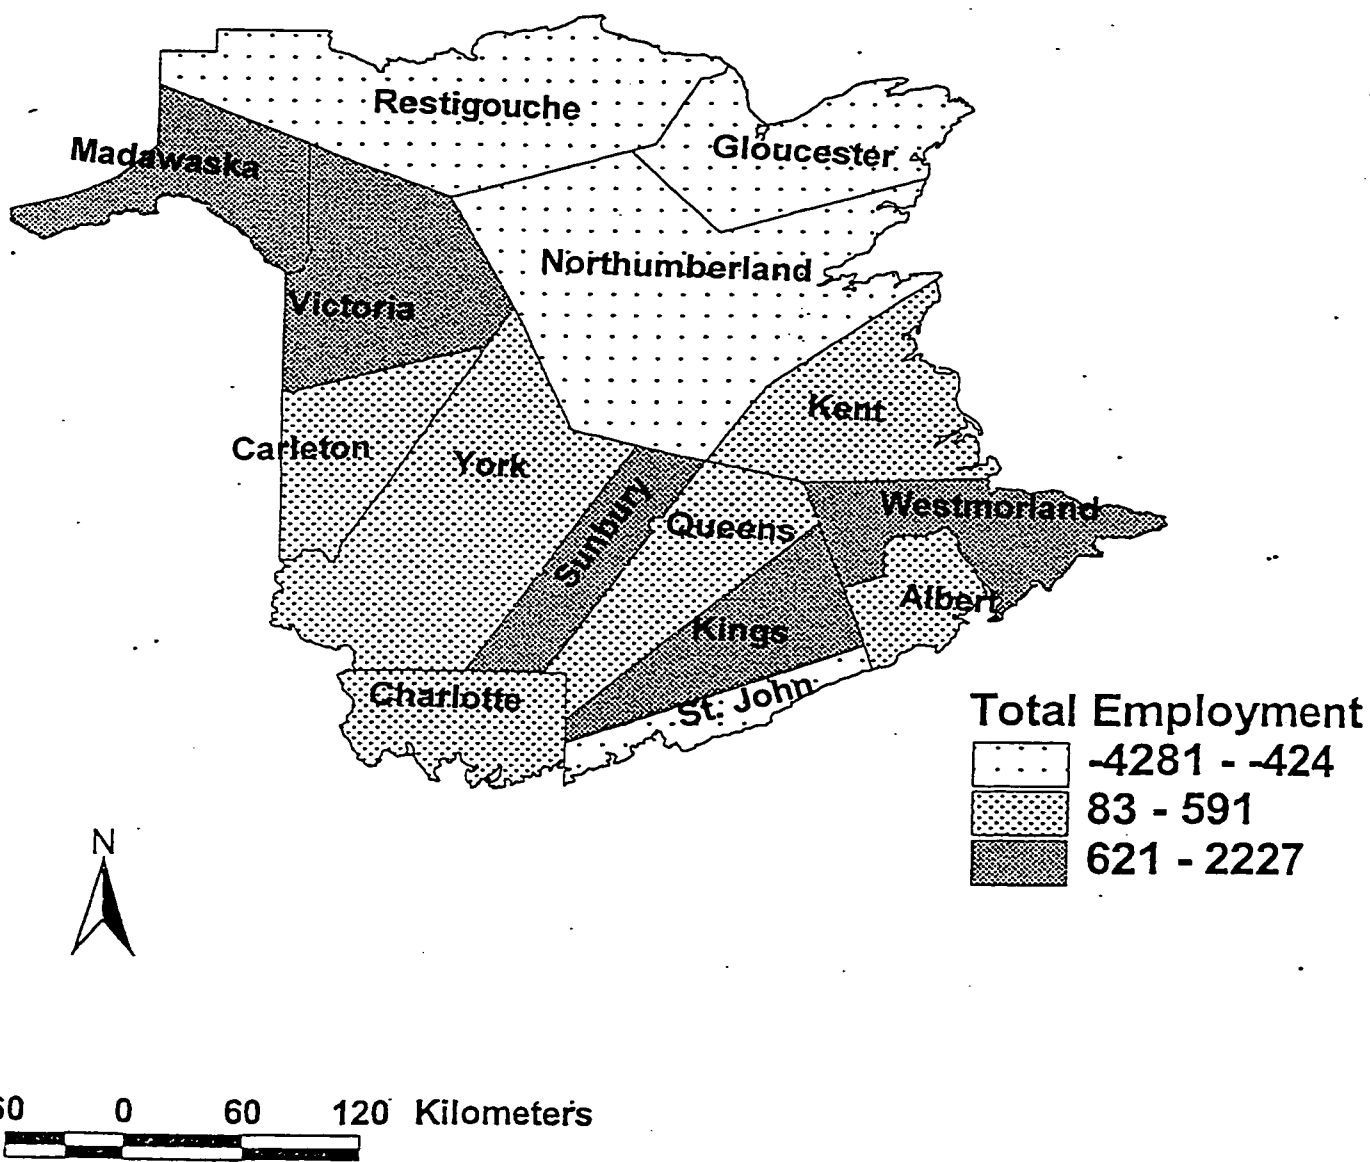 Restigouche
Gloucester
Madawaska
Northumberland
Victoria
Kent
Carleton
York
Sunbury
Queens
Westmorland
Albert
Kings
Charlotte
St. John
Total Employment
-4281 - -424
83 - 591
621 - 2227
N
60 0 60 120 Kilometers